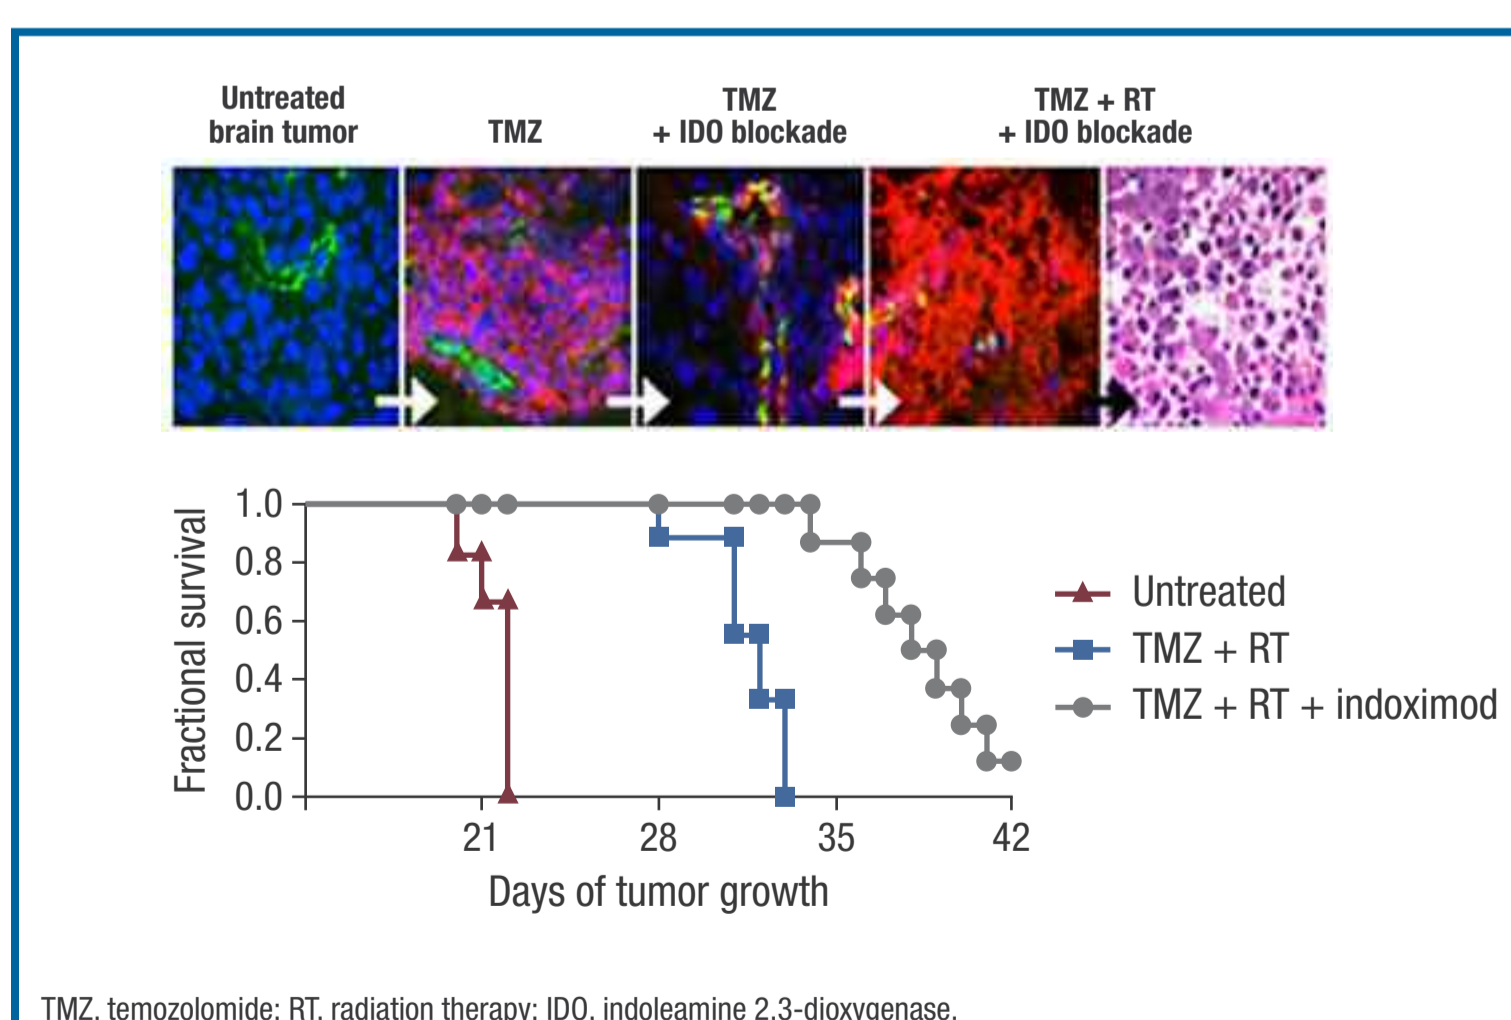 Untreated
brain tumor
TMZ
TMZ
+ IDO blockade
TMZ + RT
+ IDO blockade
Fractional survival
1.0
0.8
0.6
0.4
0.2
0.0
21
28
35
42
Days of tumor growth
Untreated
TMZ + RT
TMZ + RT + indoximod
TMZ, temozolomide; RT, radiation therapy; IDO, indoleamine 2,3-dioxygenase.